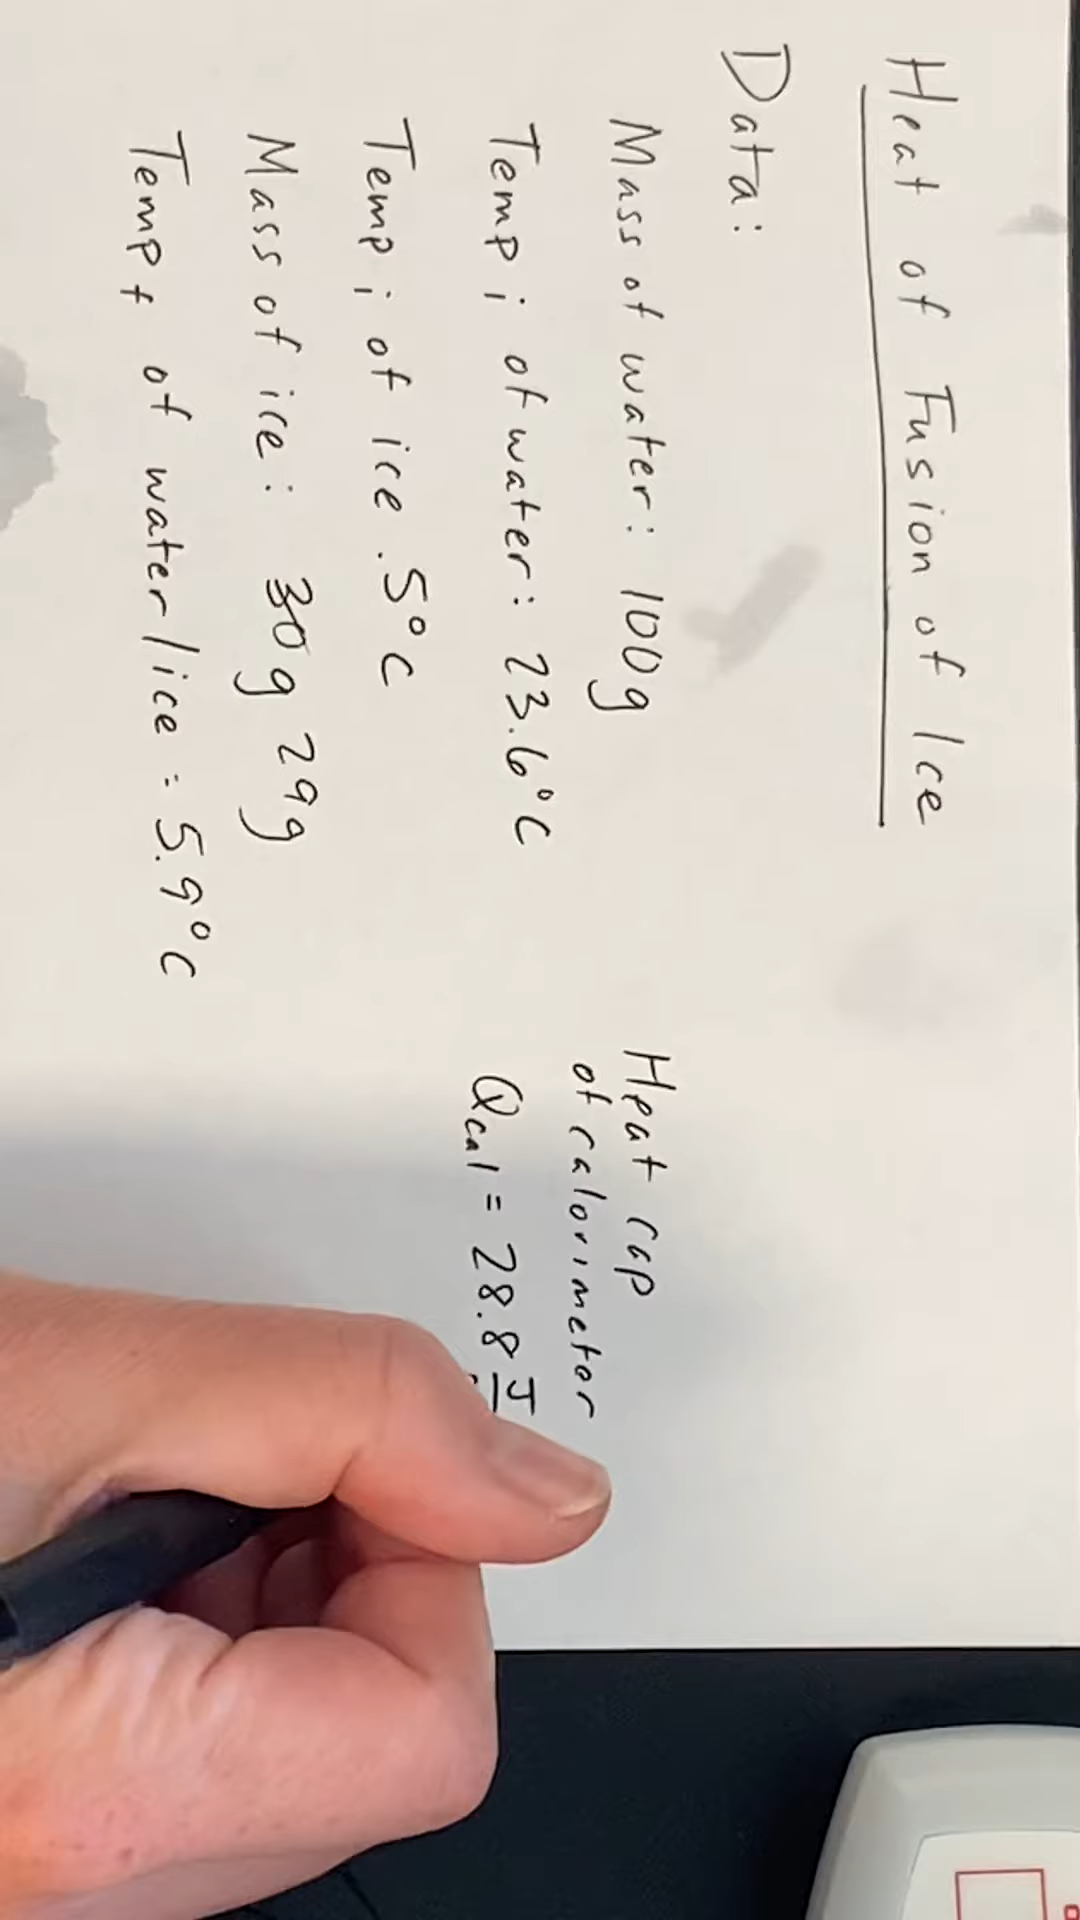 Heat of Fusion of Ice
Data:
Mass of water: 100g
Temp i of water: 23.6°C
Temp i of ice .5°C
Mass of ice: 30g 29g
Temp f of water/ice = 5.9°C
Heat cap
of calorimetor
Qcal = 28.8 J